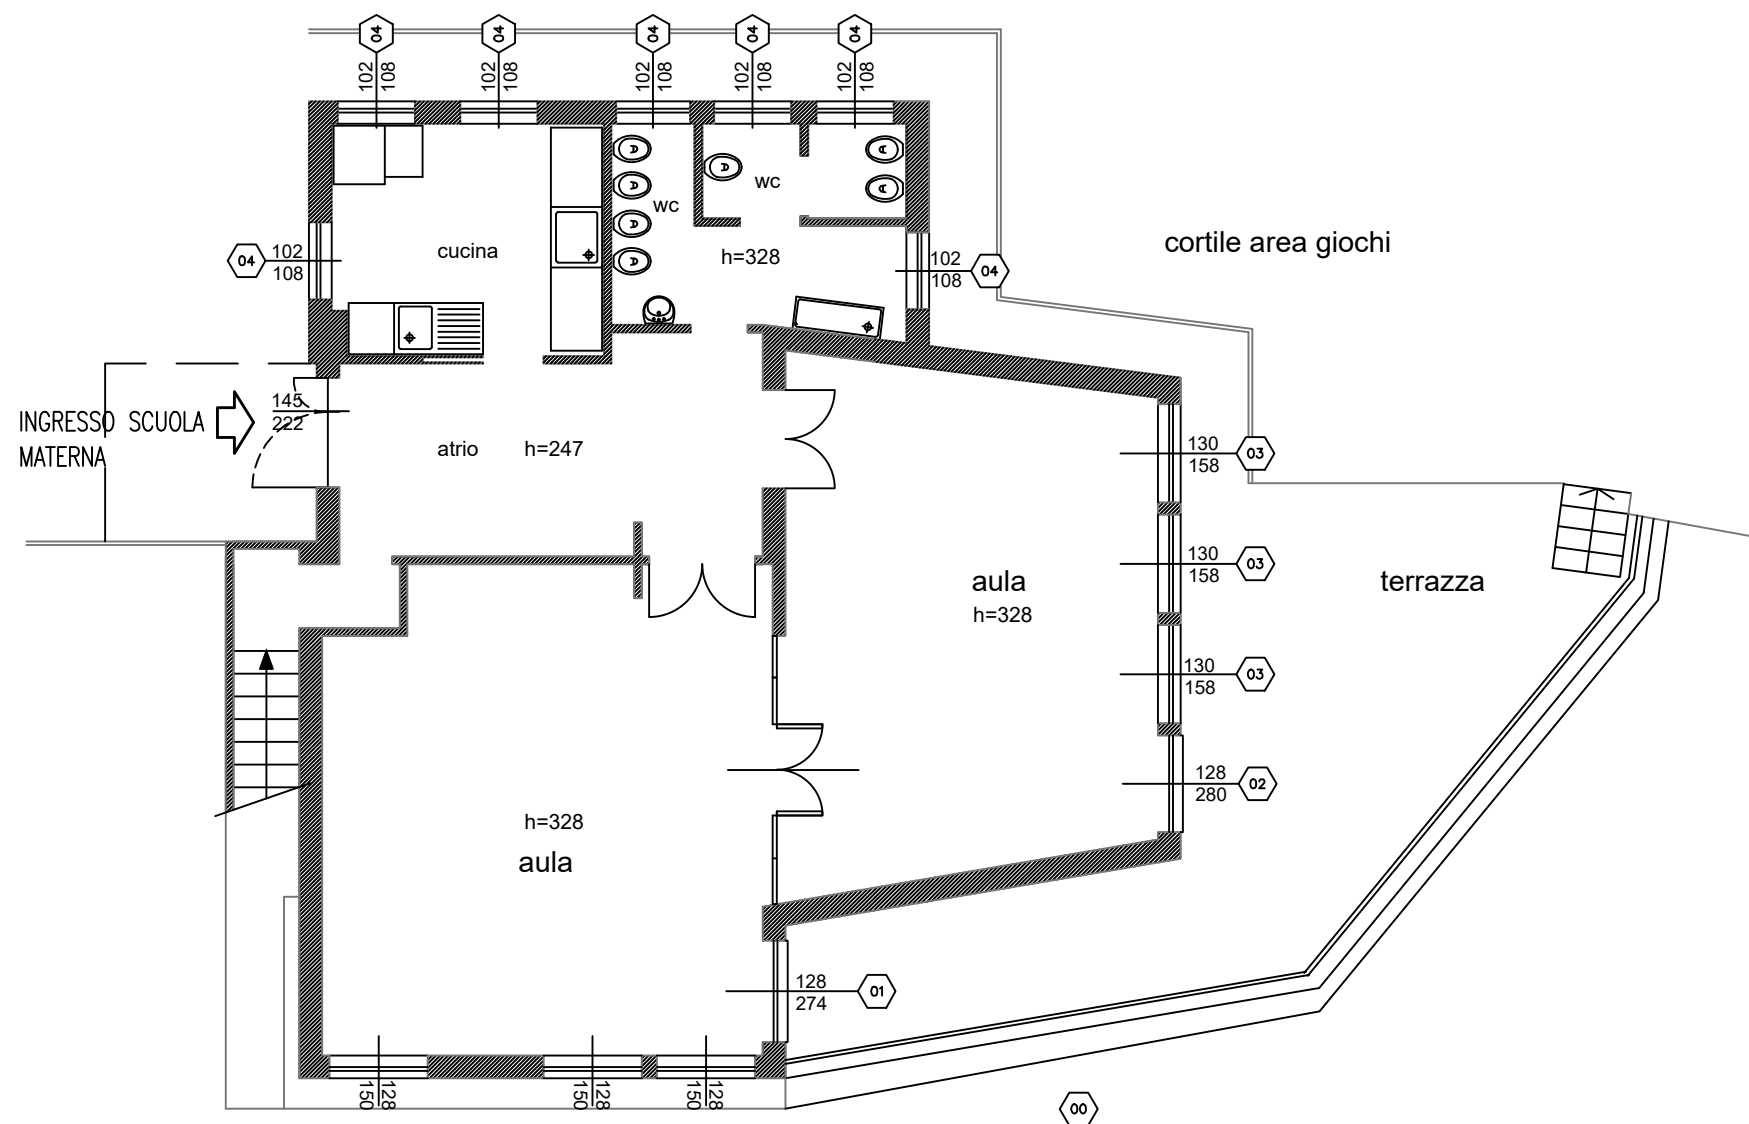 04 04 04 04 04
102 108 102 108 102 108 102 108 102 108
wc
wc
cucina
h=328
cortile area giochi
04 102
108
102 04
108
145
222
INGRESSO SCUOLA
MATERNA
atrio h=247
130 03
158
130 03
158
130 03
158
aula
h=328
terrazza
128 02
280
h=328
aula
128 01
274
150 128 150 128 150 128
00